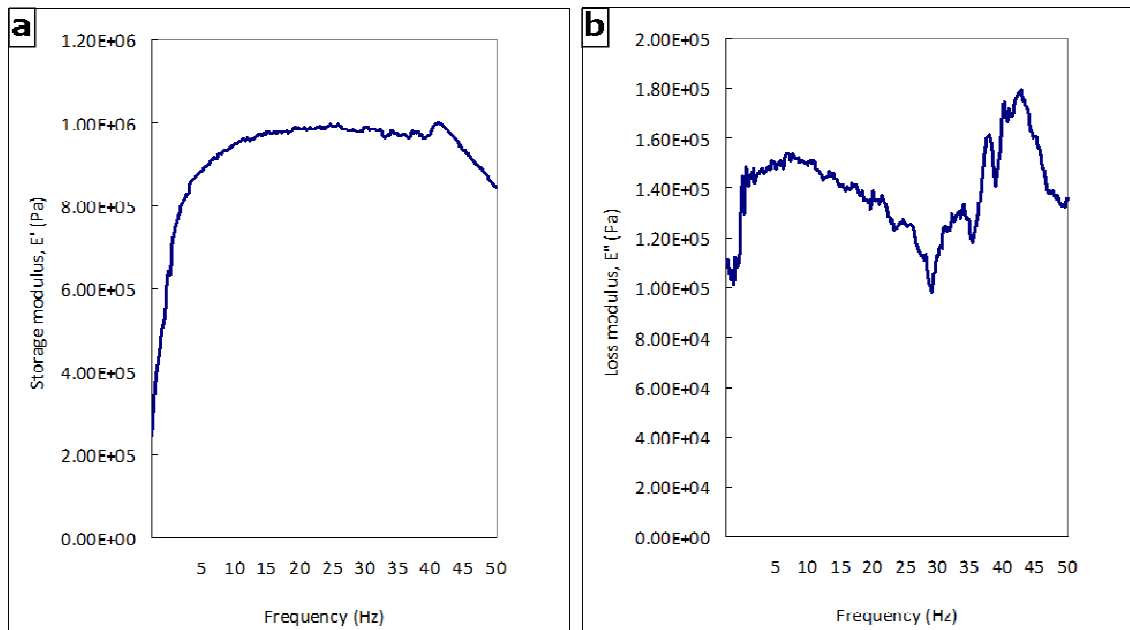 a
1.20E+06
1.00E+06
8.00E+05
6.00E+05
4.00E+05
2.00E+05
0.00E+00
Storage modulus, E' (Pa)
5 10 15 20 25 30 35 40 45 50
Frequency (Hz)
b
2.00E+05
1.80E+05
1.60E+05
1.40E+05
1.20E+05
1.00E+05
8.00E+04
6.00E+04
4.00E+04
2.00E+04
0.00E+00
Loss modulus, E" (Pa)
5 10 15 20 25 30 35 40 45 50
Frequency (Hz)